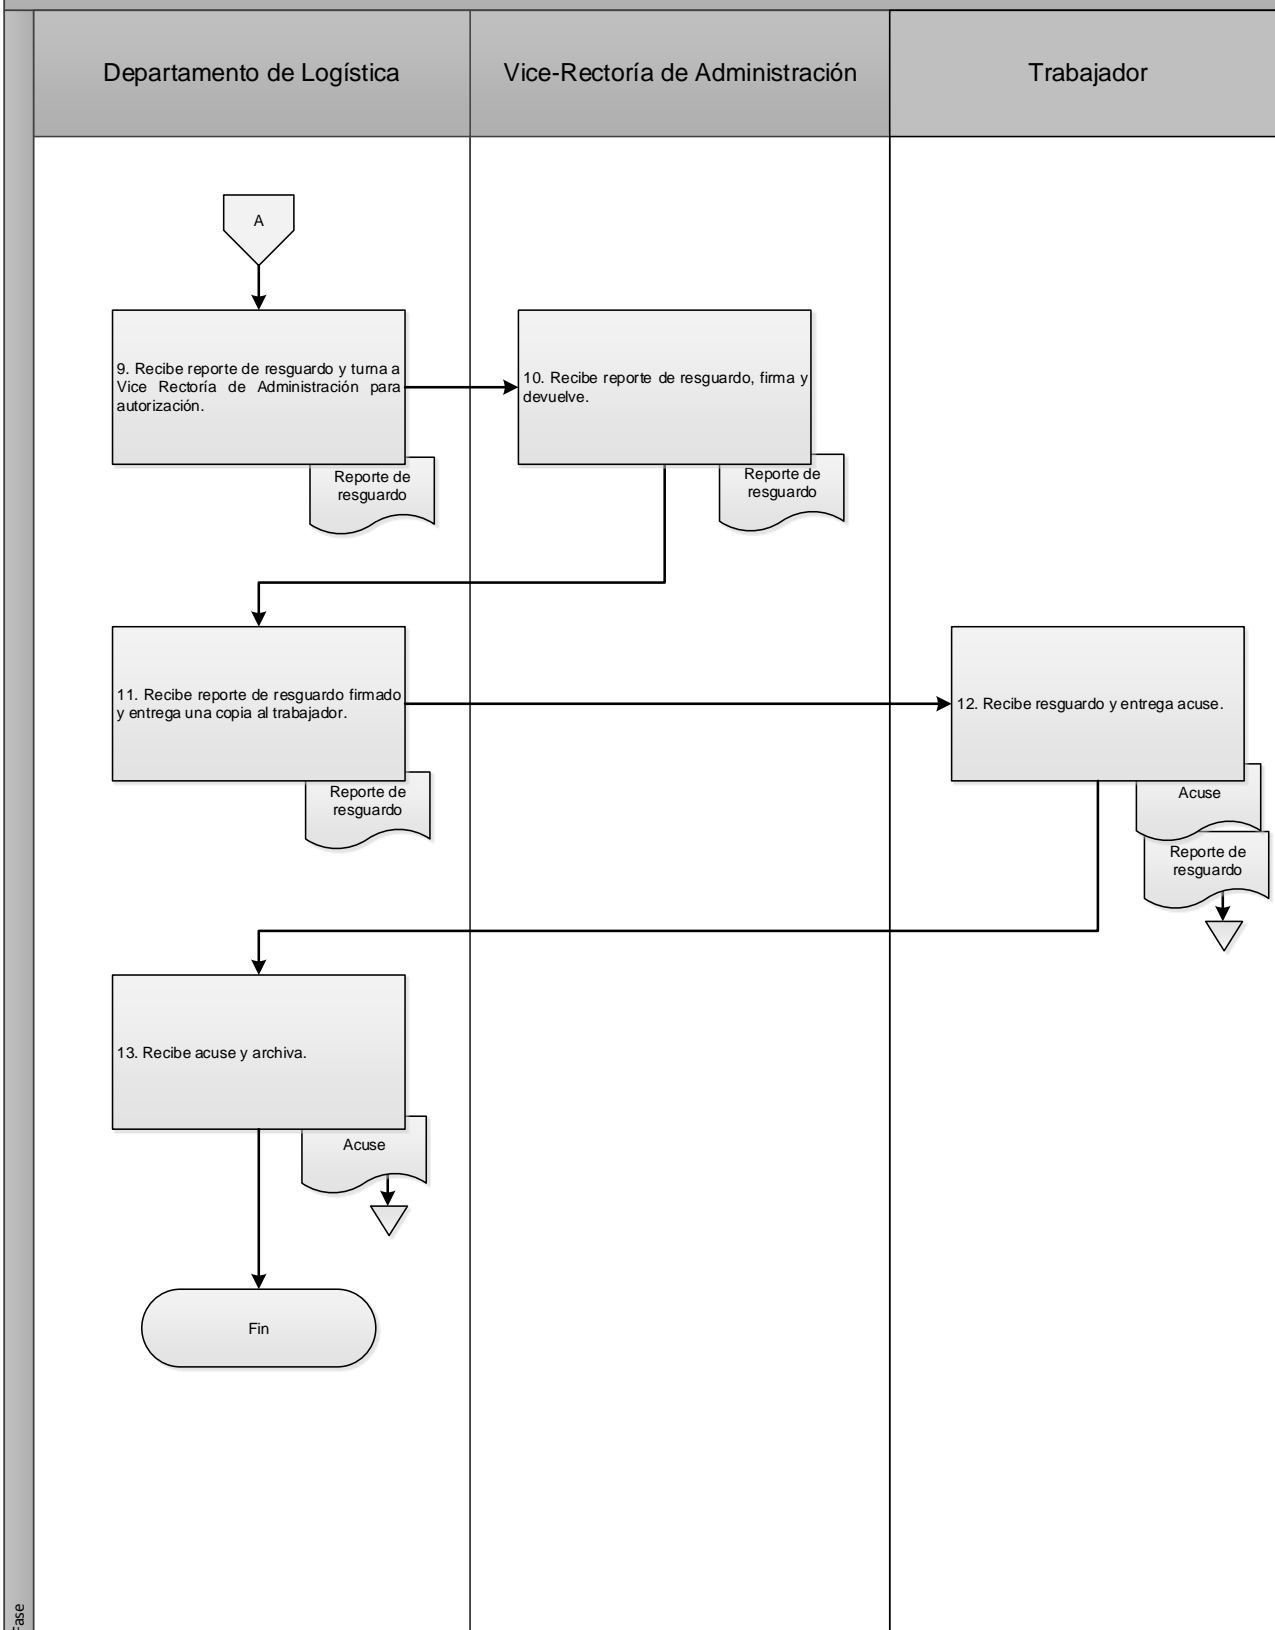 Departamento de Logística
Vice-Rectoría de Administración
Trabajador
A
9. Recibe reporte de resguardo y turna a
Vice Rectoría de Administración para
autorización.
Reporte de
resguardo
10. Recibe reporte de resguardo, firma y
devuelve.
Reporte de
resguardo
11. Recibe reporte de resguardo firmado
y entrega una copia al trabajador.
Reporte de
resguardo
12. Recibe resguardo y entrega acuse.
Acuse
Reporte de
resguardo
13. Recibe acuse y archiva.
Acuse
Fin
Fase